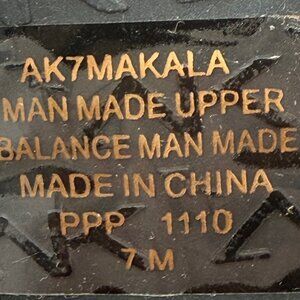 AK7MAKALA
MAN MADE UPPER
BALANCE MAN MADE
MADE IN CHINA
PPP 1110
7 M